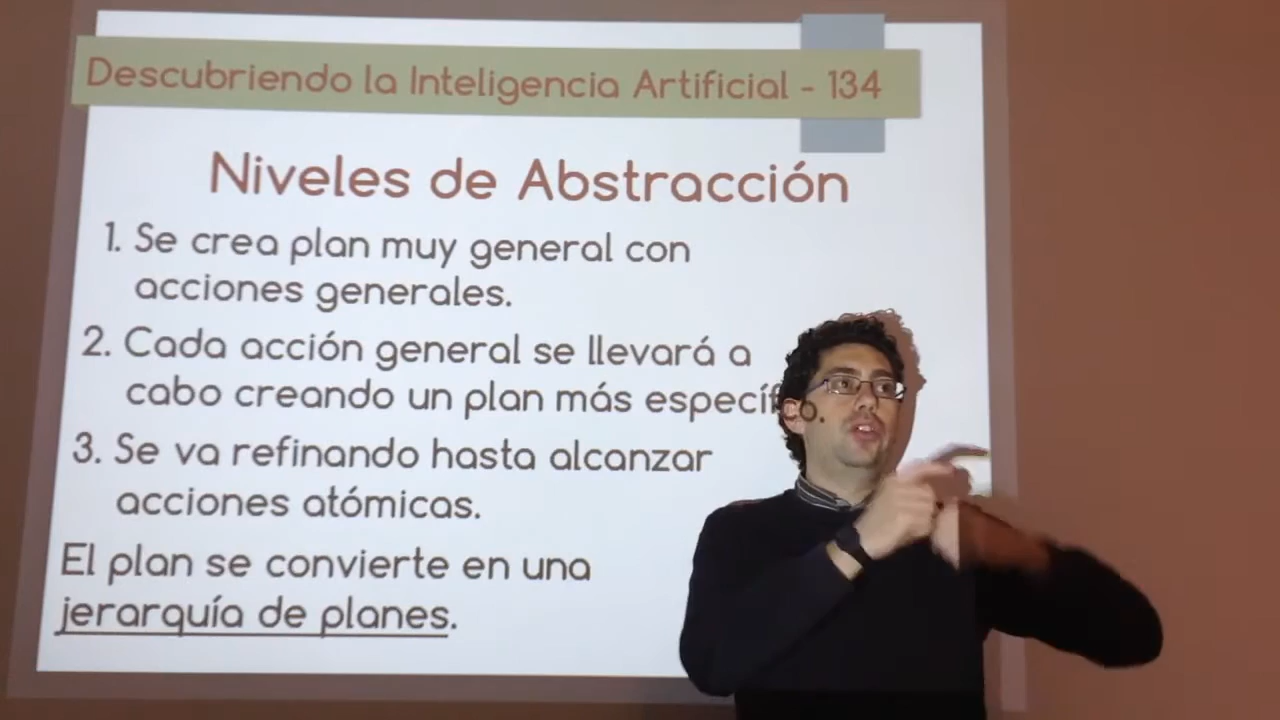 Descubriendo la Inteligencia Artificial - 134
Niveles de Abstracción
1. Se crea plan muy general con
acciones generales.
2. Cada acción general se llevará a
cabo creando un plan más específico.
3. Se va refinando hasta alcanzar
acciones atómicas.
El plan se convierte en una
jerarquía de planes.